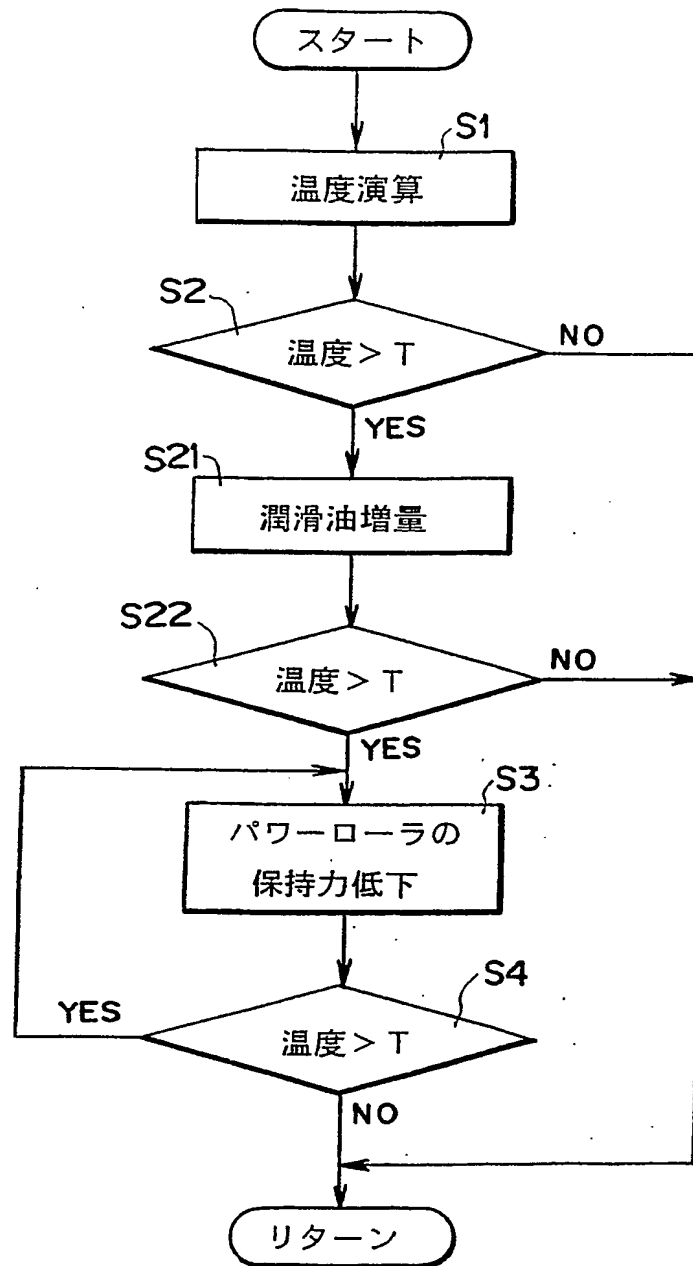 スタート
S1
温度演算
S2
温度>T
NO
YES
S21
潤滑油増量
S22
温度>T
NO
YES
S3
パワーローラの
保持力低下
S4
温度>T
YES
NO
リターン